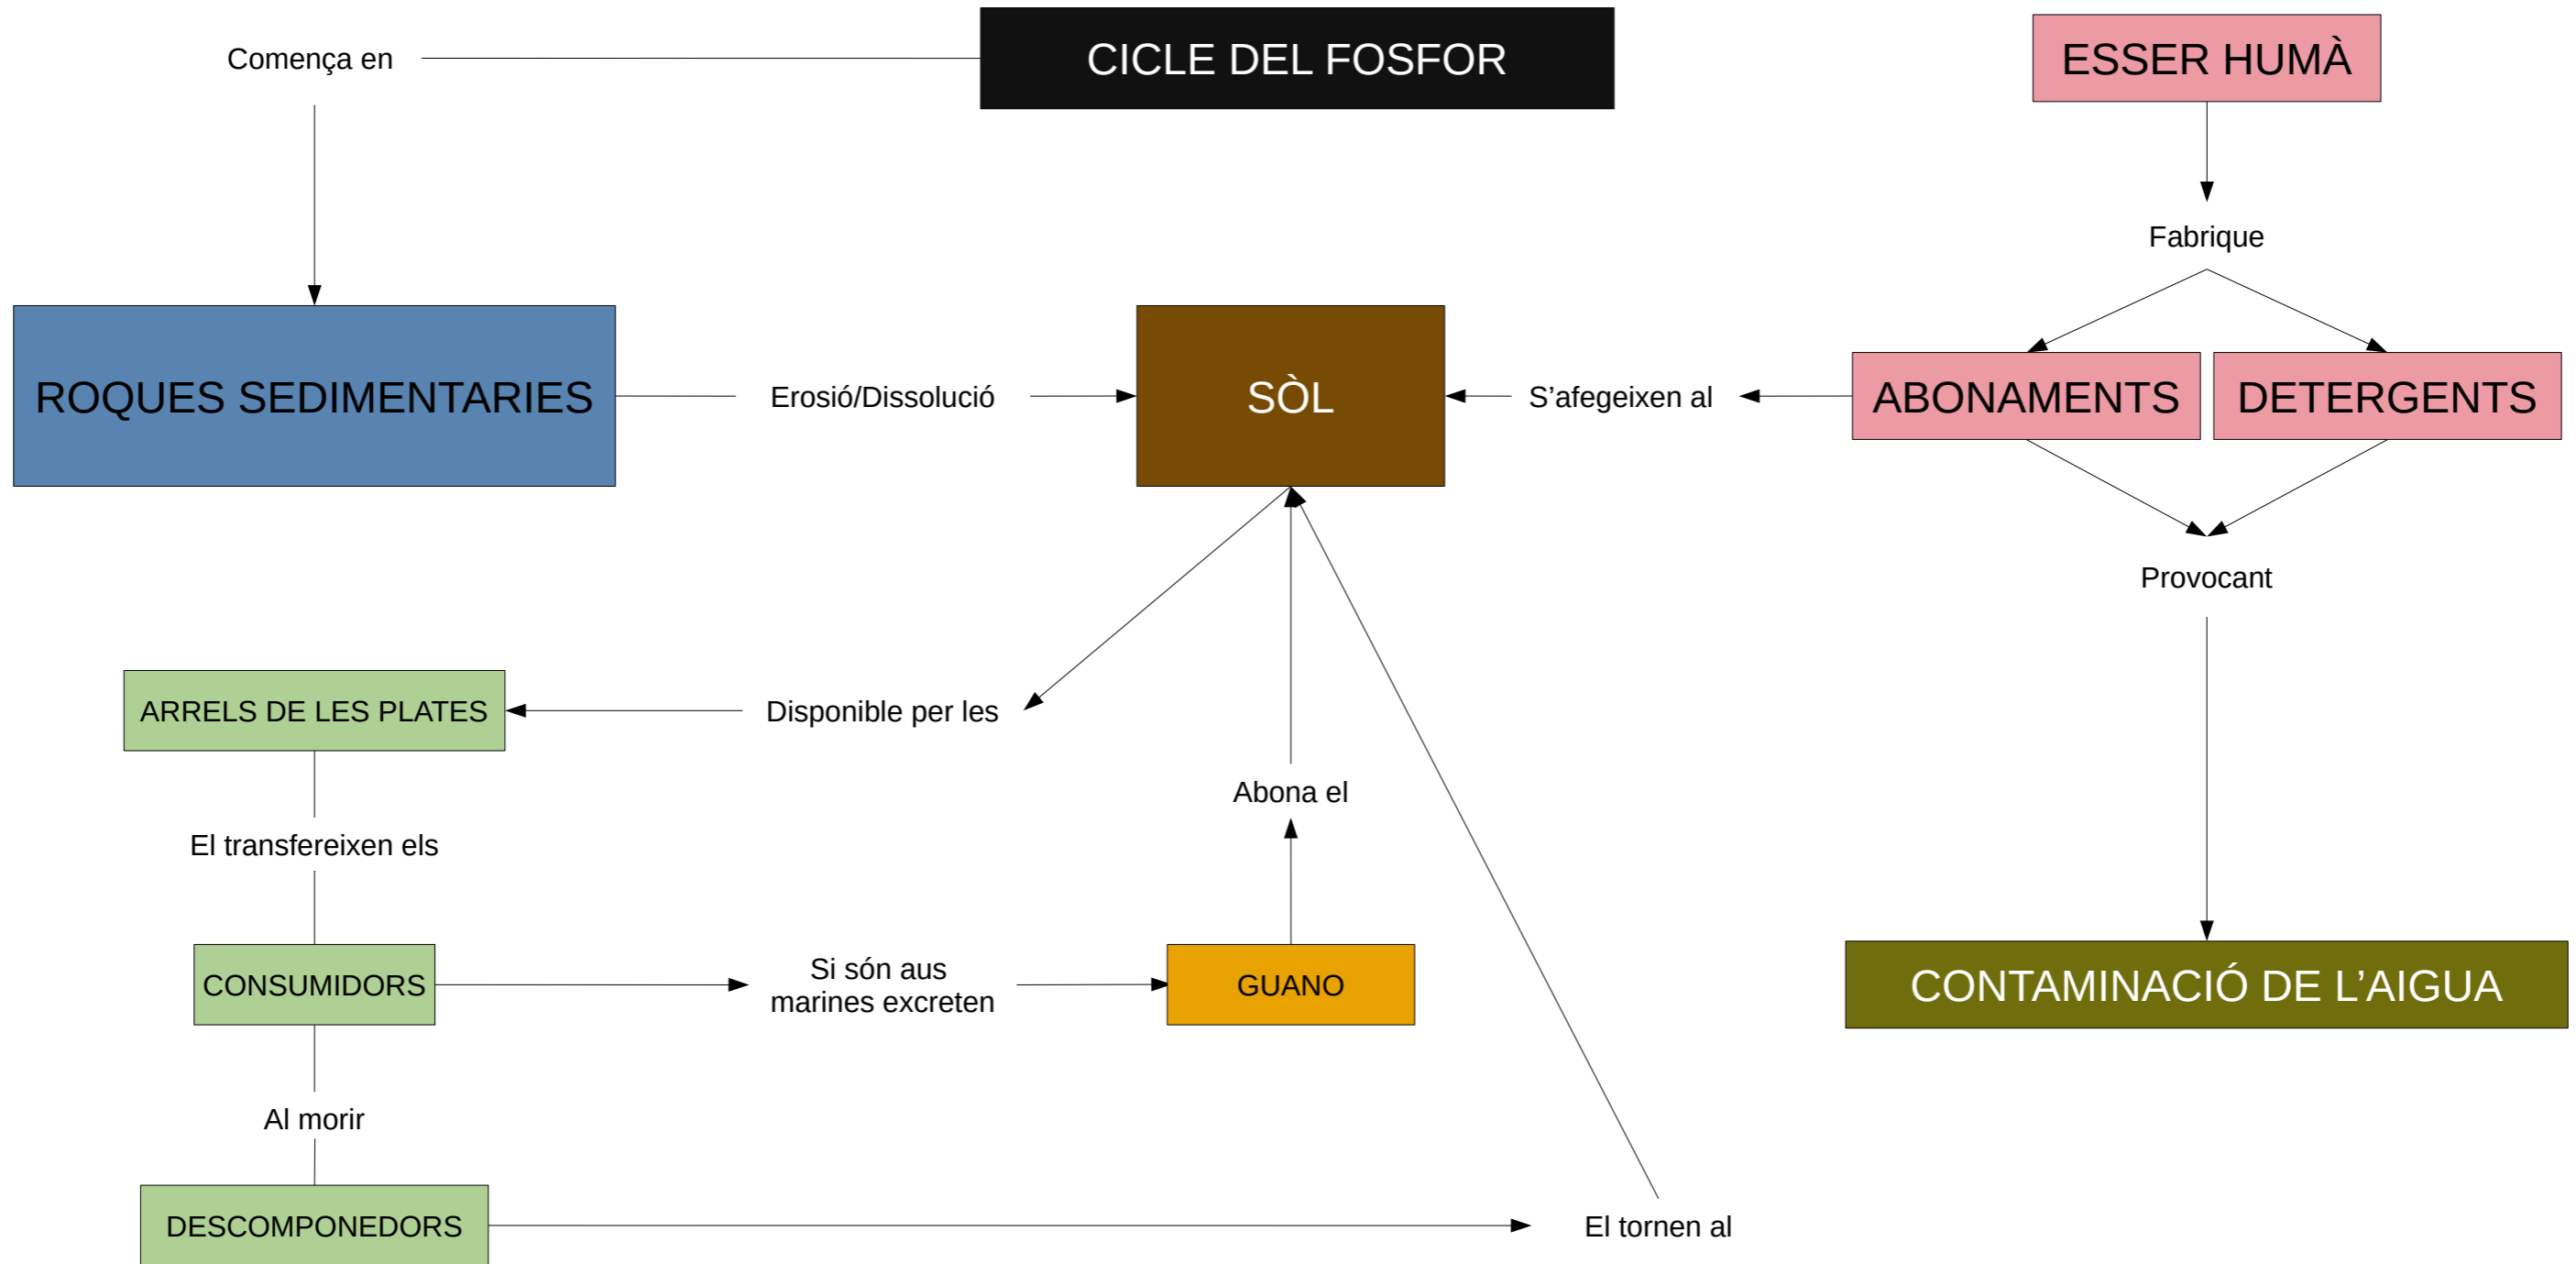 Comença en
CICLE DEL FOSFOR
ESSER HUMÀ
Fabrique
ROQUES SEDIMENTARIES
Erosió/Dissolució
SÒL
S’afegeixen al
ABONAMENTS
DETERGENTS
Provocant
ARRELS DE LES PLATES
Disponible per les
Abona el
El transfereixen els
CONSUMIDORS
Si són aus
marines excreten
GUANO
CONTAMINACIÓ DE L’AIGUA
Al morir
DESCOMPONEDORS
El tornen al